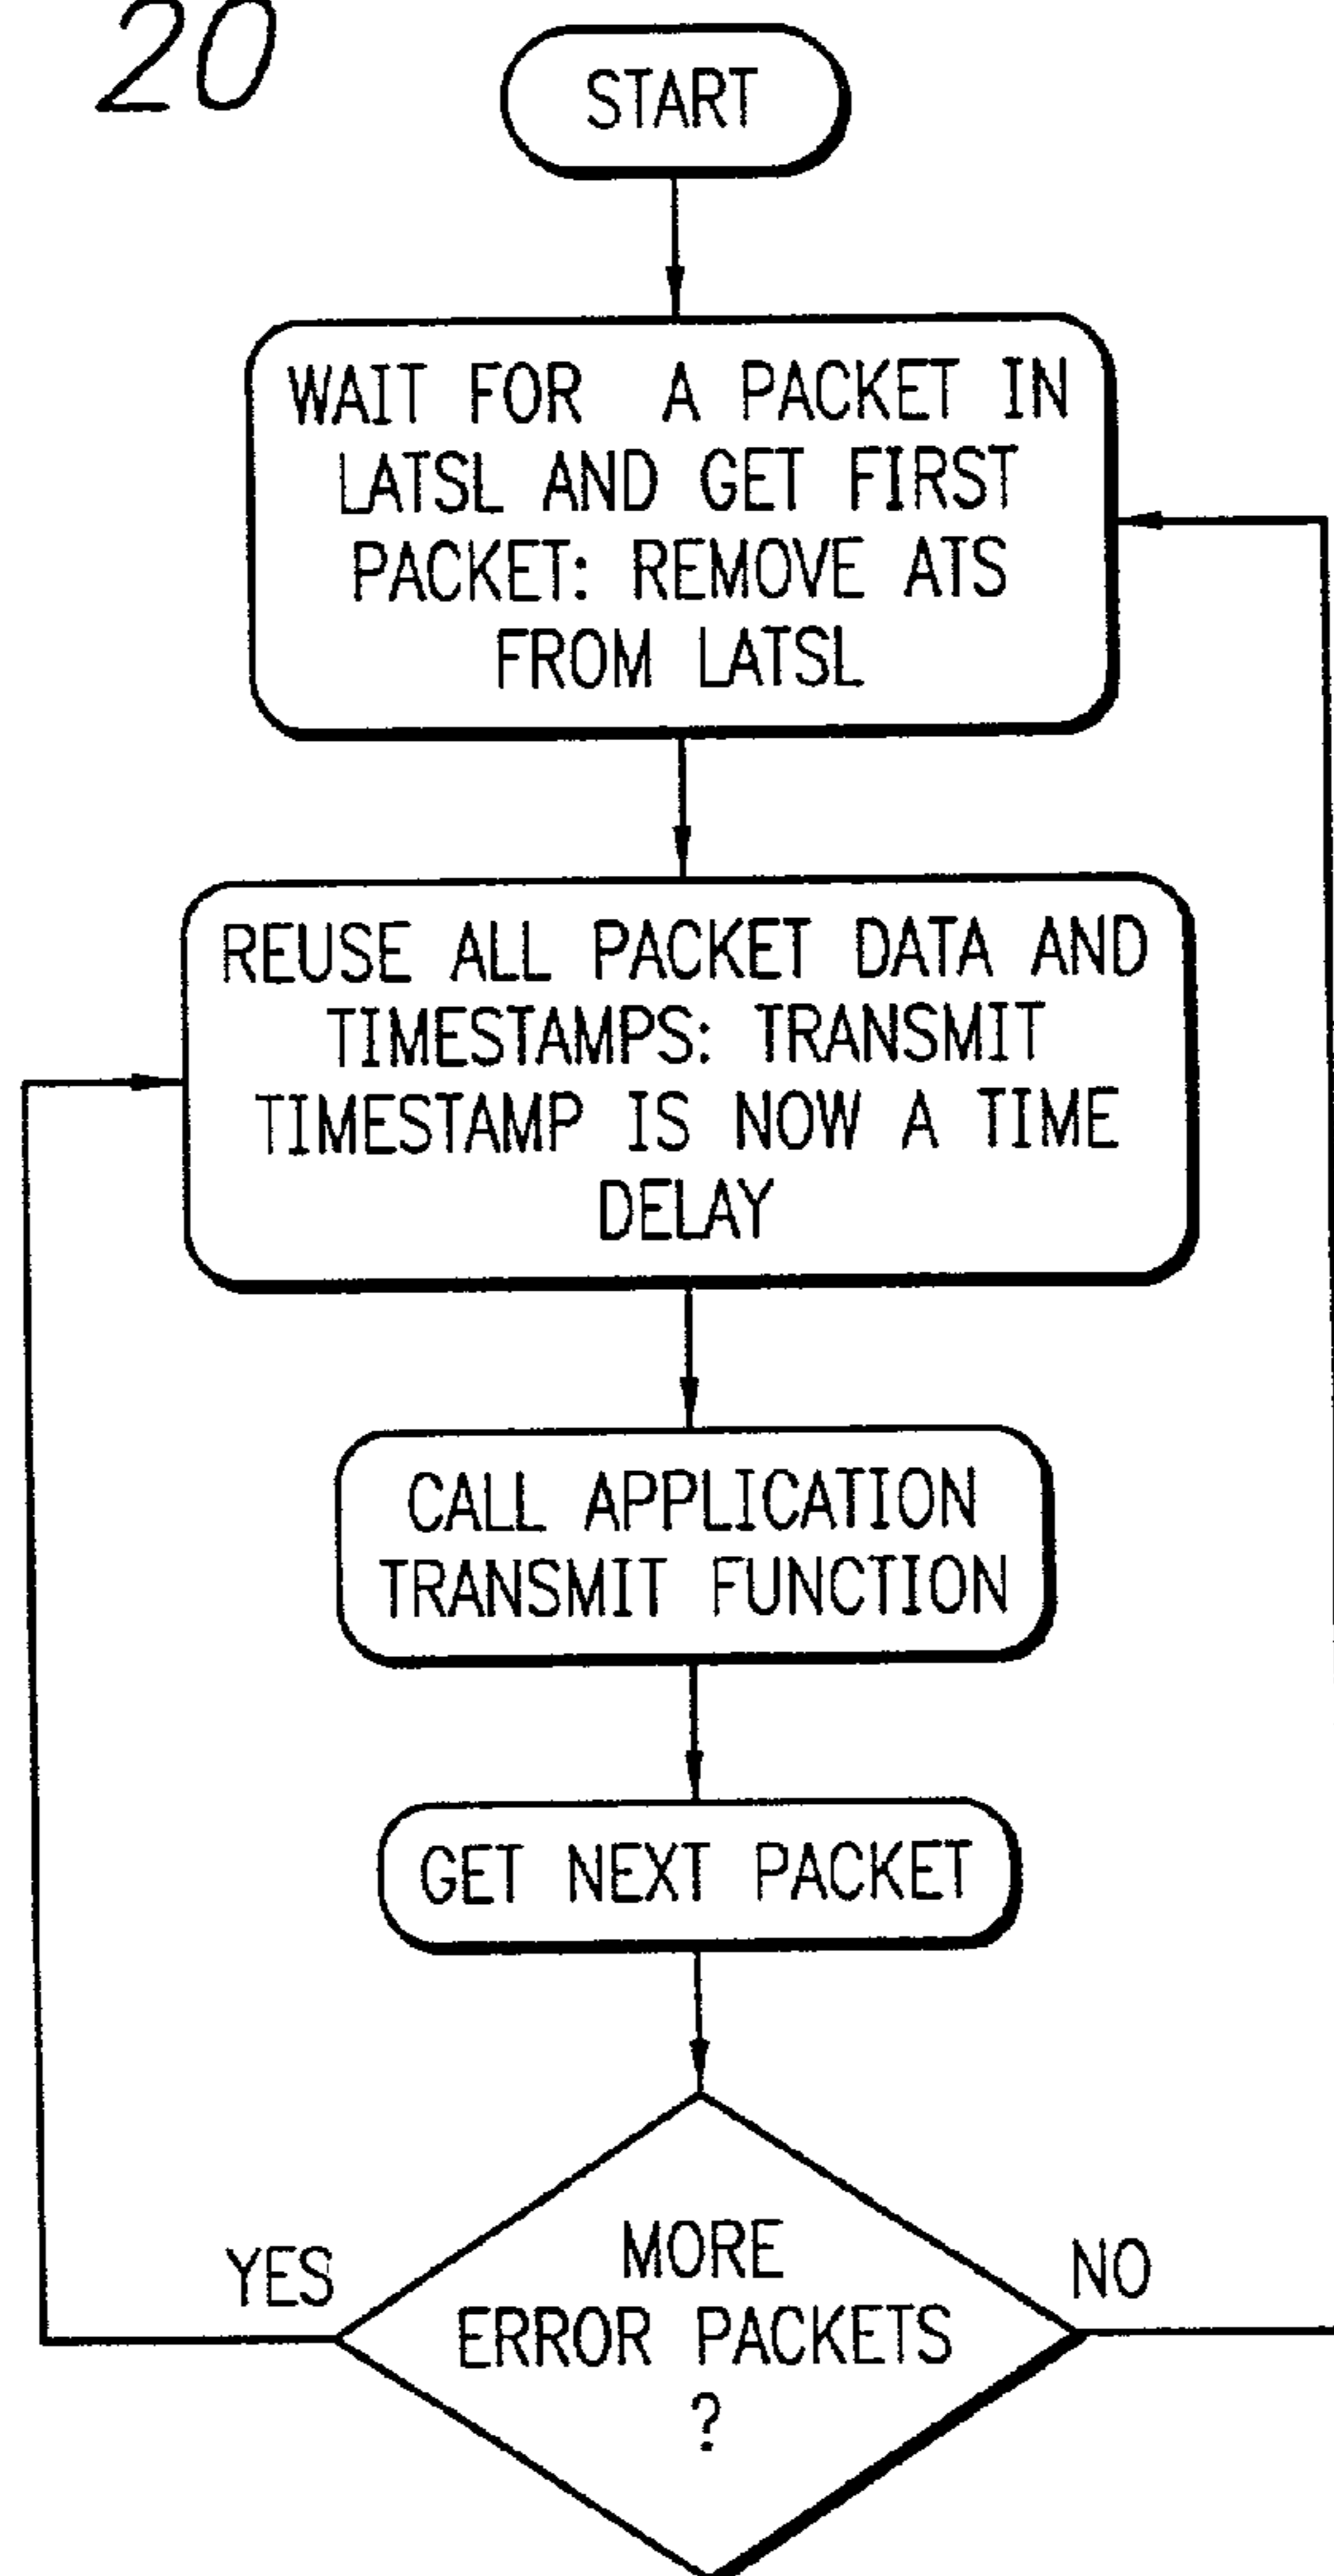 20
START
WAIT FOR A PACKET IN
LATSL AND GET FIRST
PACKET: REMOVE ATS
FROM LATSL
REUSE ALL PACKET DATA AND
TIMESTAMPS: TRANSMIT
TIMESTAMP IS NOW A TIME
DELAY
CALL APPLICATION
TRANSMIT FUNCTION
GET NEXT PACKET
YES
MORE
ERROR PACKETS
?
NO